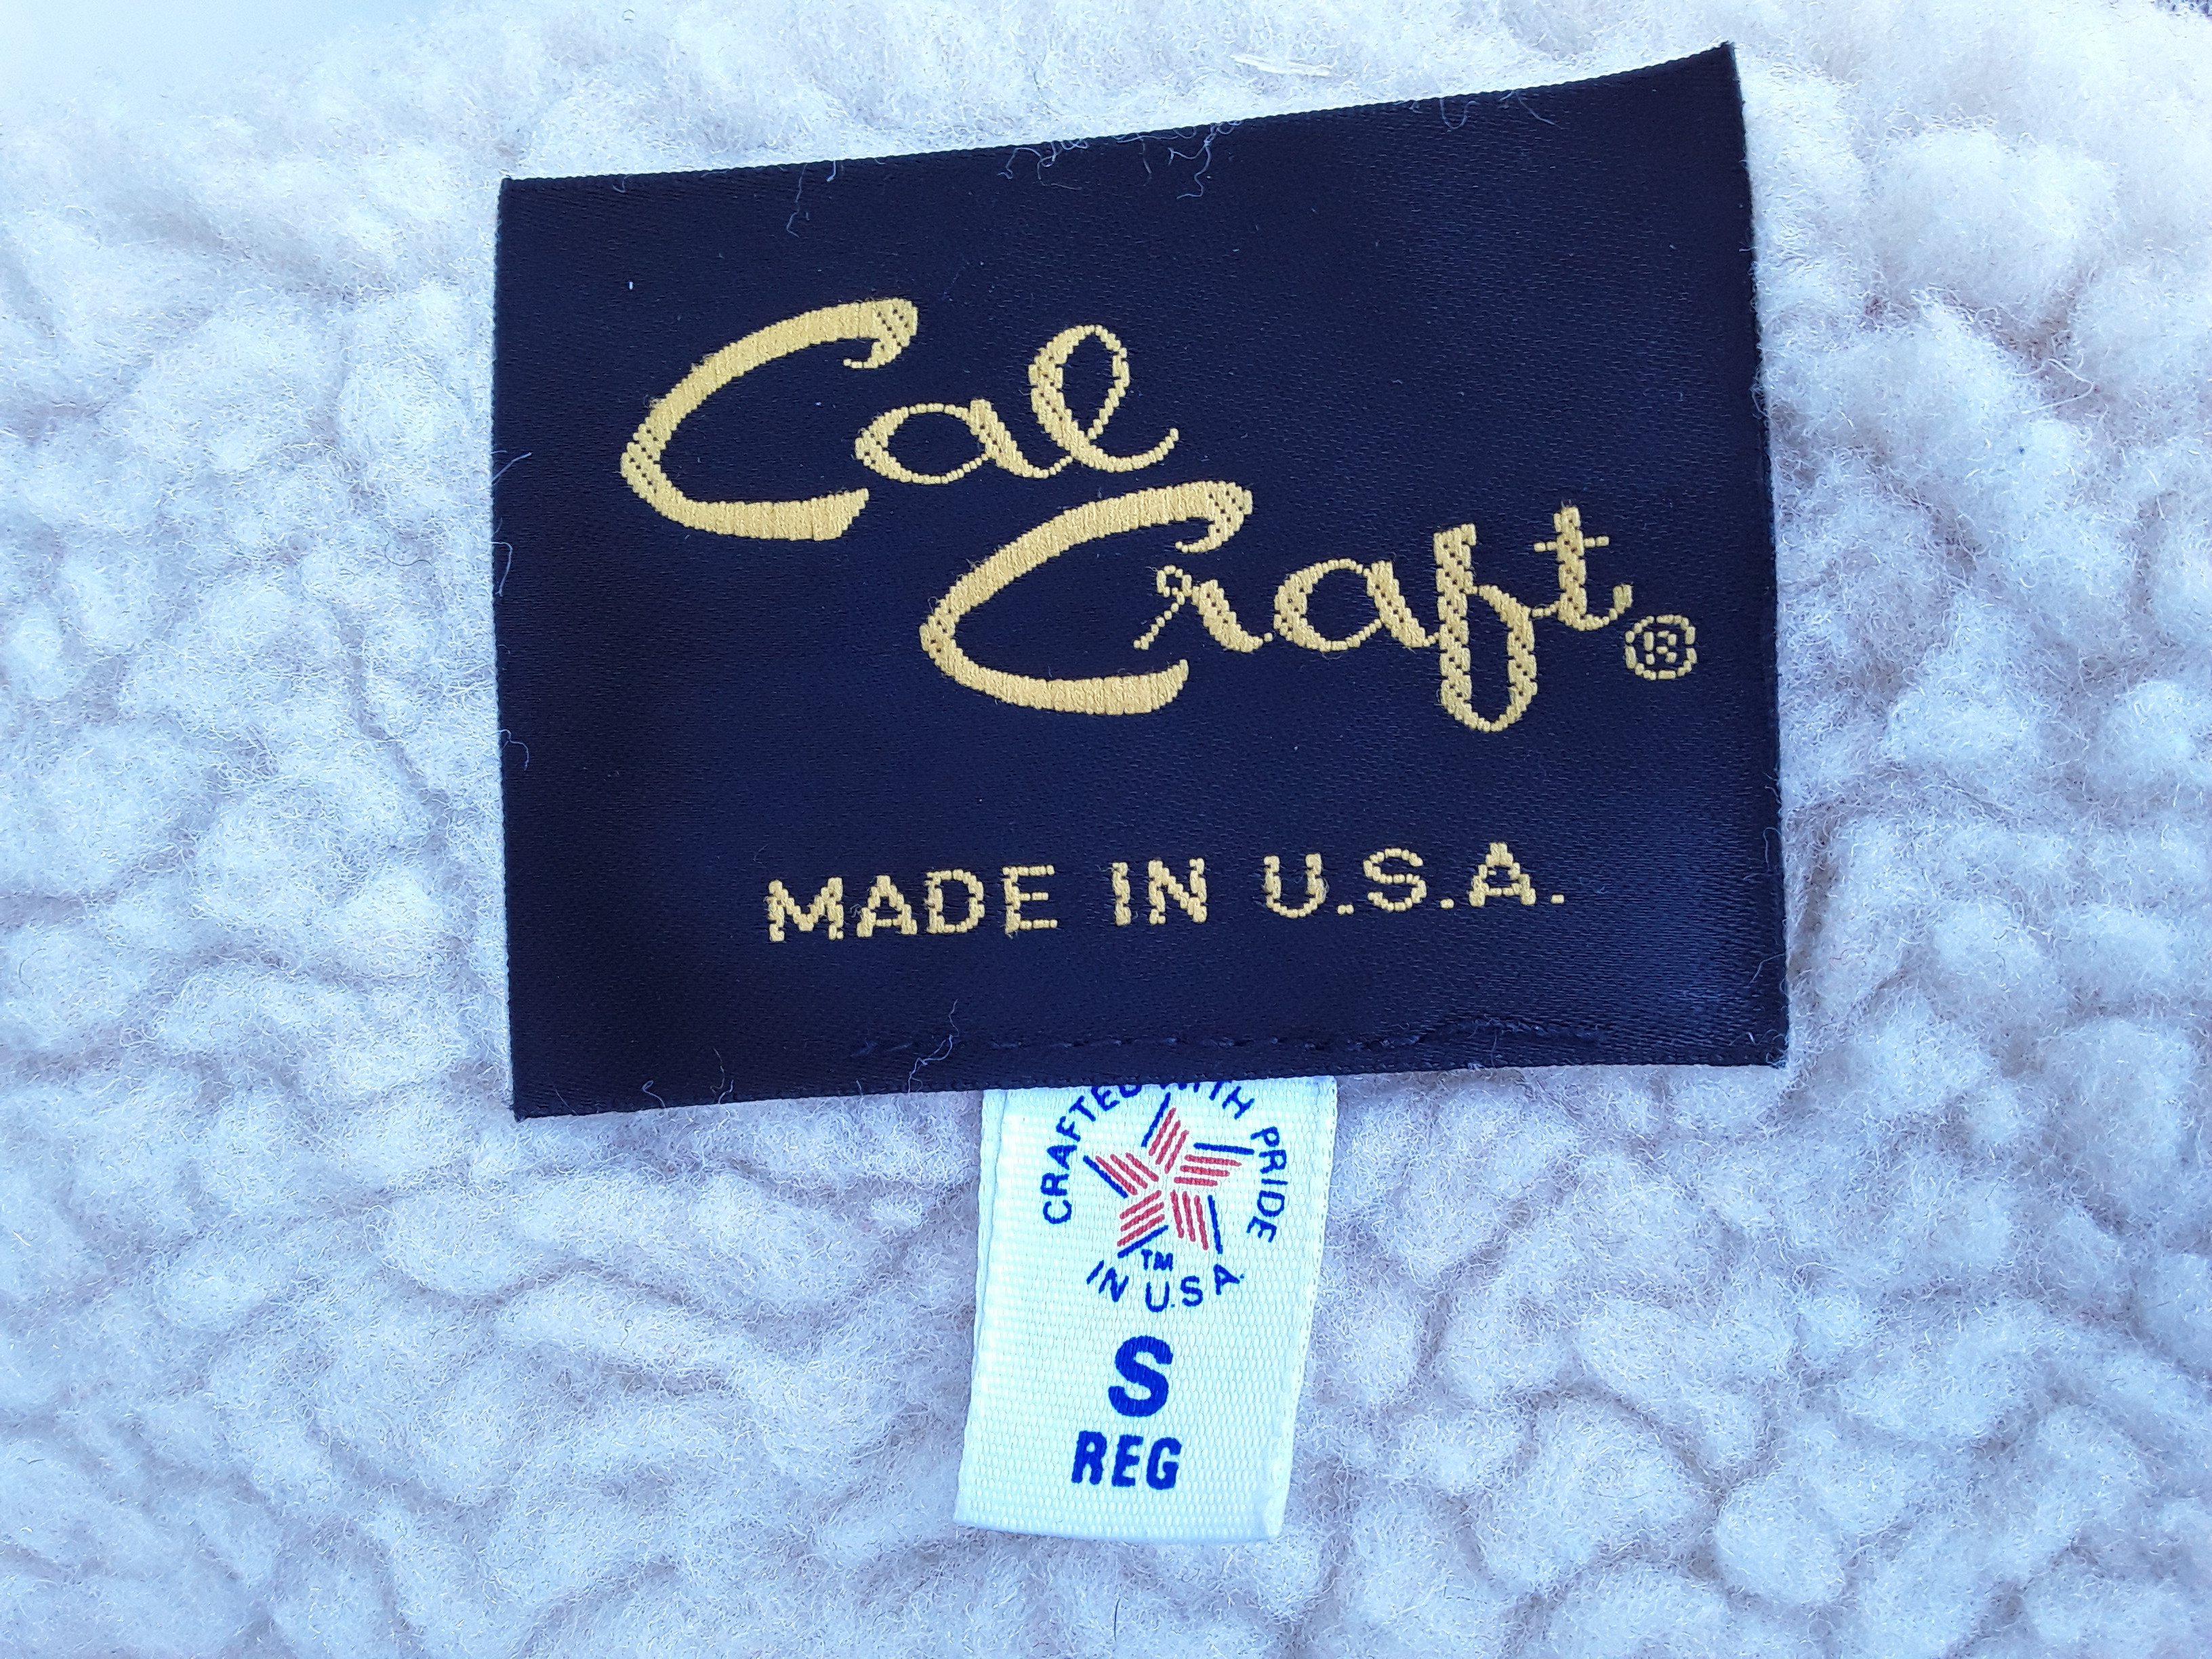 Cal
Craft®
MADE IN U.S.A.
CRAFTED WITH PRIDE
TM
IN U.S.A.
S
REG